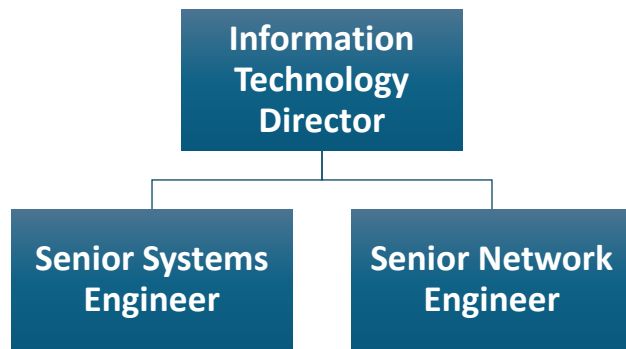 Information
Technology
Director
Senior Systems
Engineer
Senior Network
Engineer